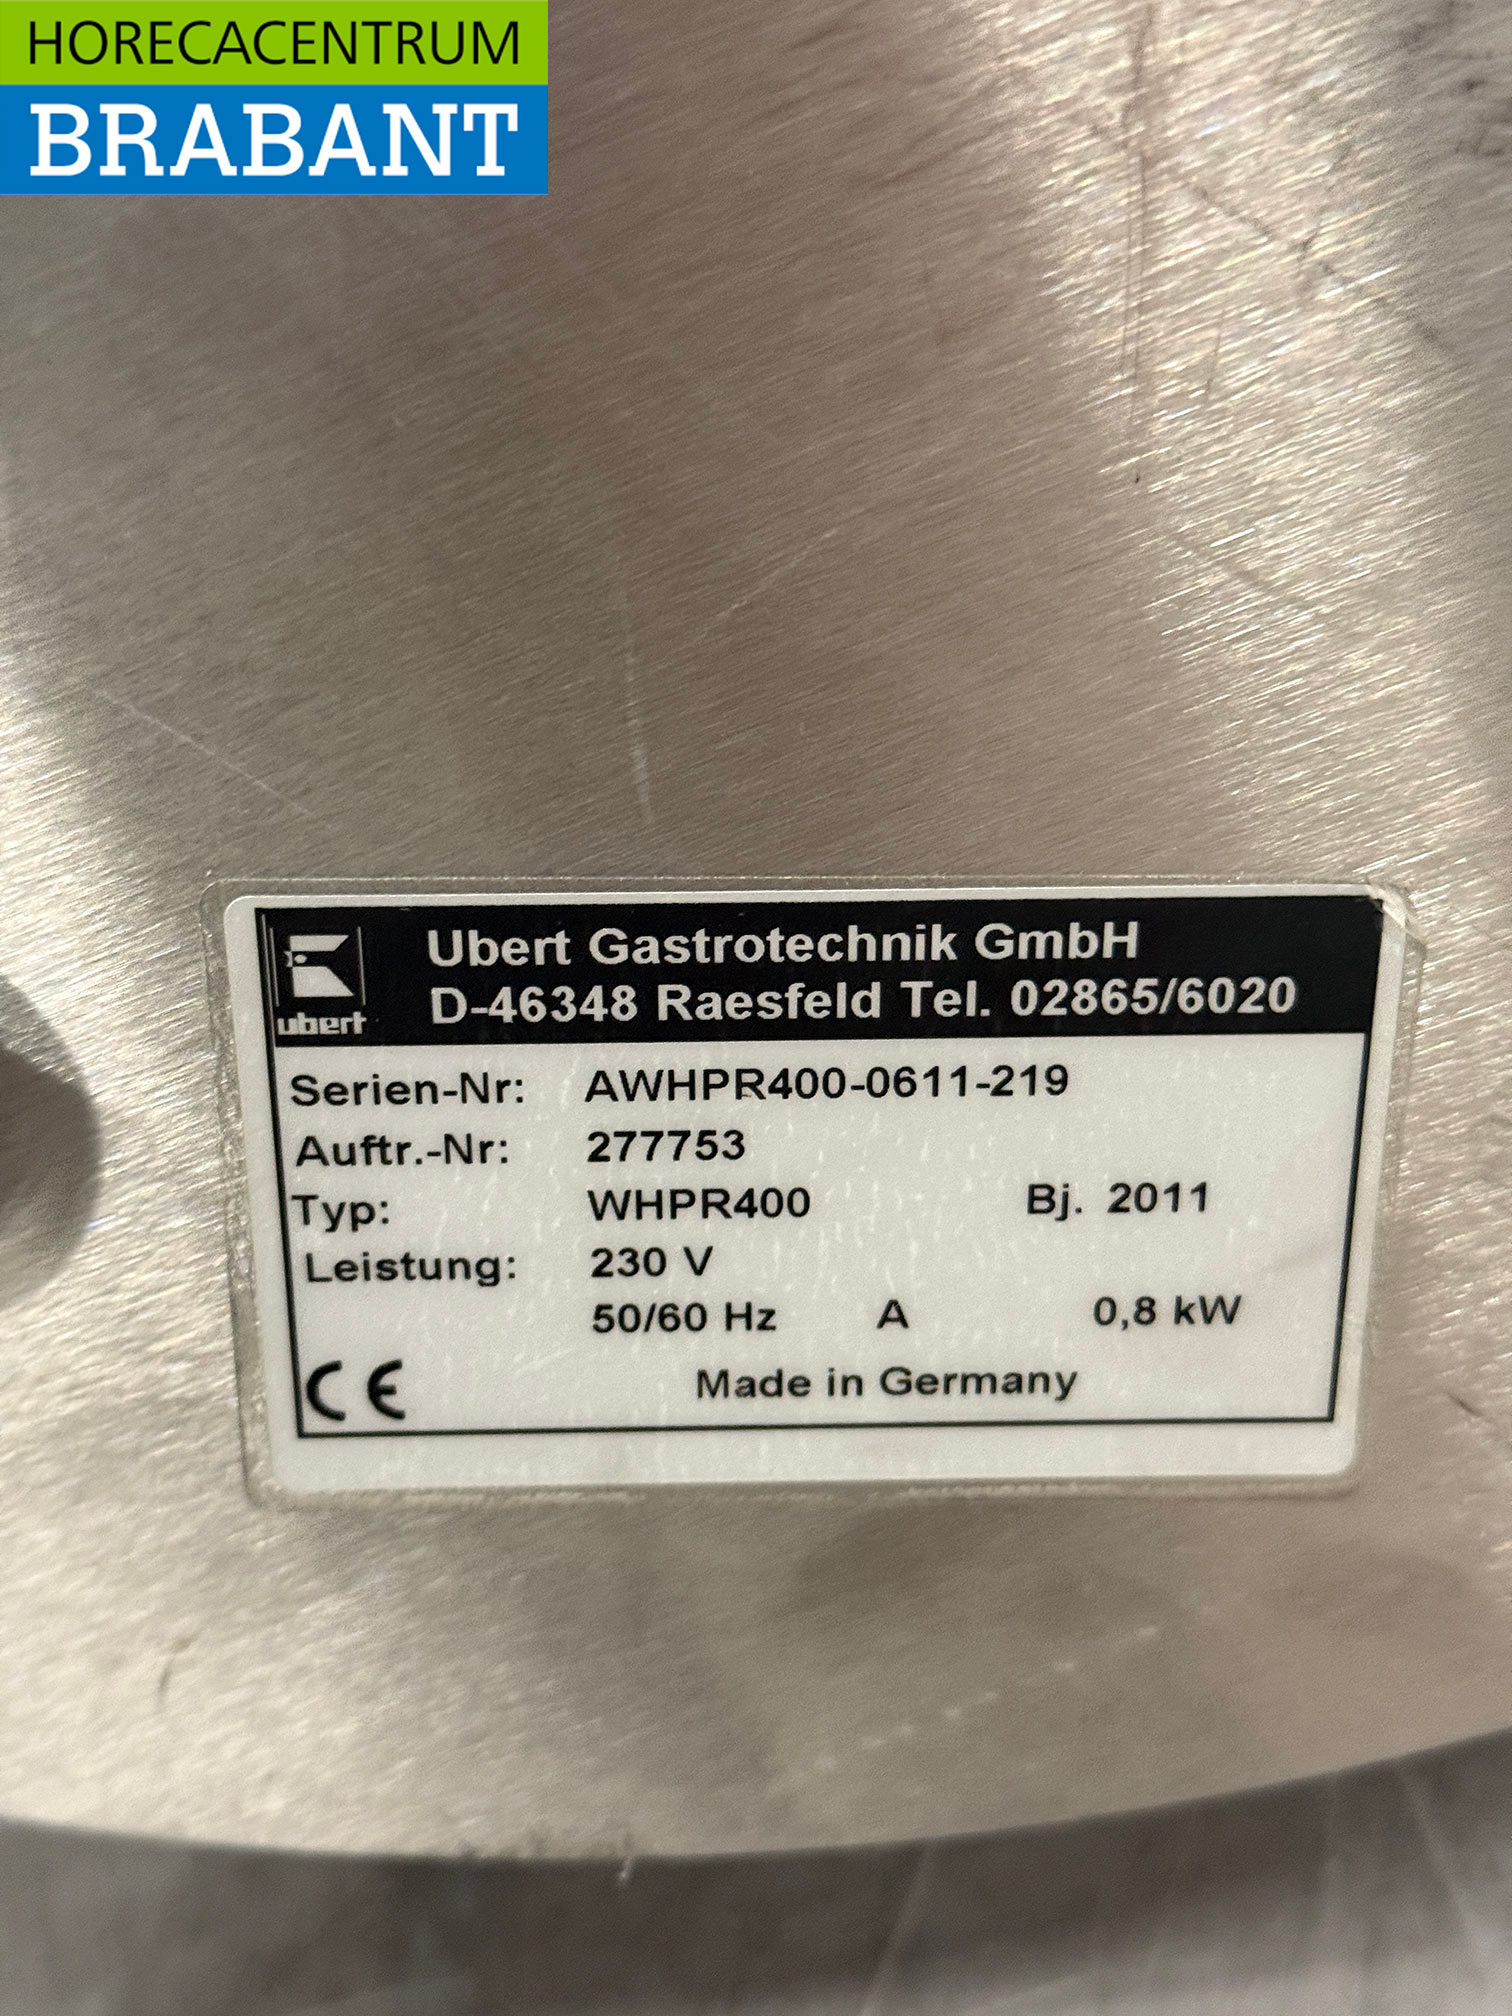 HORECACENTRUM
BRABANT
ubert
Ubert Gastrotechnik GmbH
D-46348 Raesfeld Tel. 02865/6020
Serien-Nr: AWHPR400-0611-219
Auftr.-Nr: 277753
Typ: WHPR400 Bj. 2011
Leistung: 230 V
50/60 Hz A 0,8 kW
CE Made in Germany